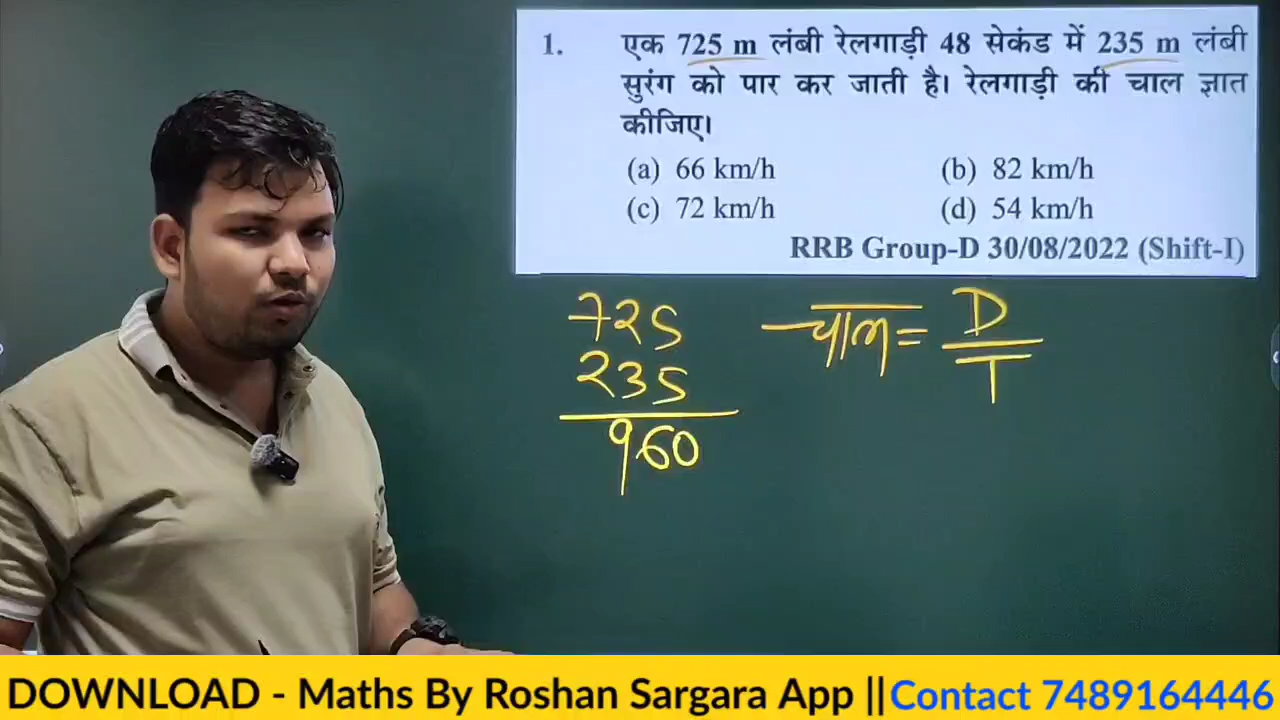 1. एक 725 m लंबी रेलगाड़ी 48 सेकंड में 235 m लंबी
सुरंग को पार कर जाती है। रेलगाड़ी की चाल ज्ञात
कीजिए।
(a) 66 km/h (b) 82 km/h
(c) 72 km/h (d) 54 km/h
RRB Group-D 30/08/2022 (Shift-I)
725
235
960
चाल = D
T
DOWNLOAD - Maths By Roshan Sargara App ||Contact 7489164446